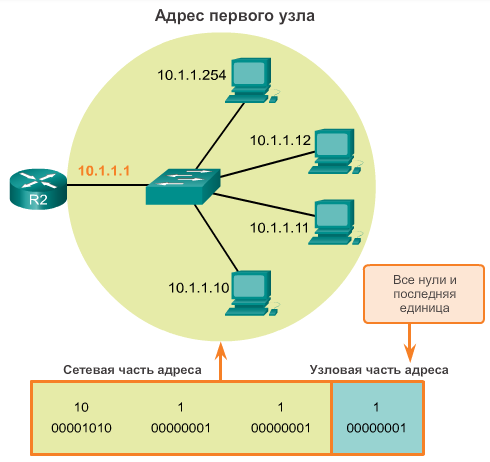 Адрес первого узла
10.1.1.254
10.1.1.12
10.1.1.1
R2
10.1.1.11
10.1.1.10
Все нули и
последняя
единица
Сетевая часть адреса
Узловая часть адреса
10 1 1 1
00001010 00000001 00000001 00000001